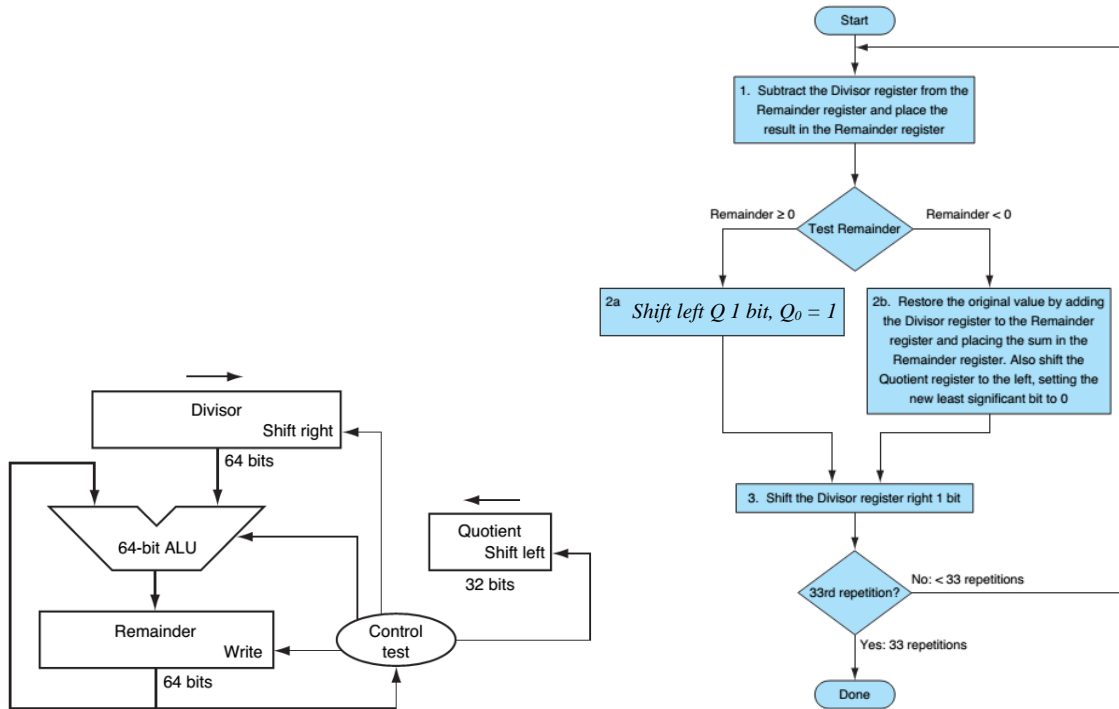 Start
1. Subtract the Divisor register from the
Remainder register and place the
result in the Remainder register
Remainder ≥ 0
Remainder < 0
Test Remainder
2a Shift left Q 1 bit, Q₀ = 1
2b. Restore the original value by adding
the Divisor register to the Remainder
register and placing the sum in the
Remainder register. Also shift the
Quotient register to the left, setting the
new least significant bit to 0
3. Shift the Divisor register right 1 bit
33rd repetition?
No: < 33 repetitions
Yes: 33 repetitions
Done
Divisor
Shift right
64 bits
64-bit ALU
Quotient
Shift left
32 bits
Remainder
Write
64 bits
Control
test